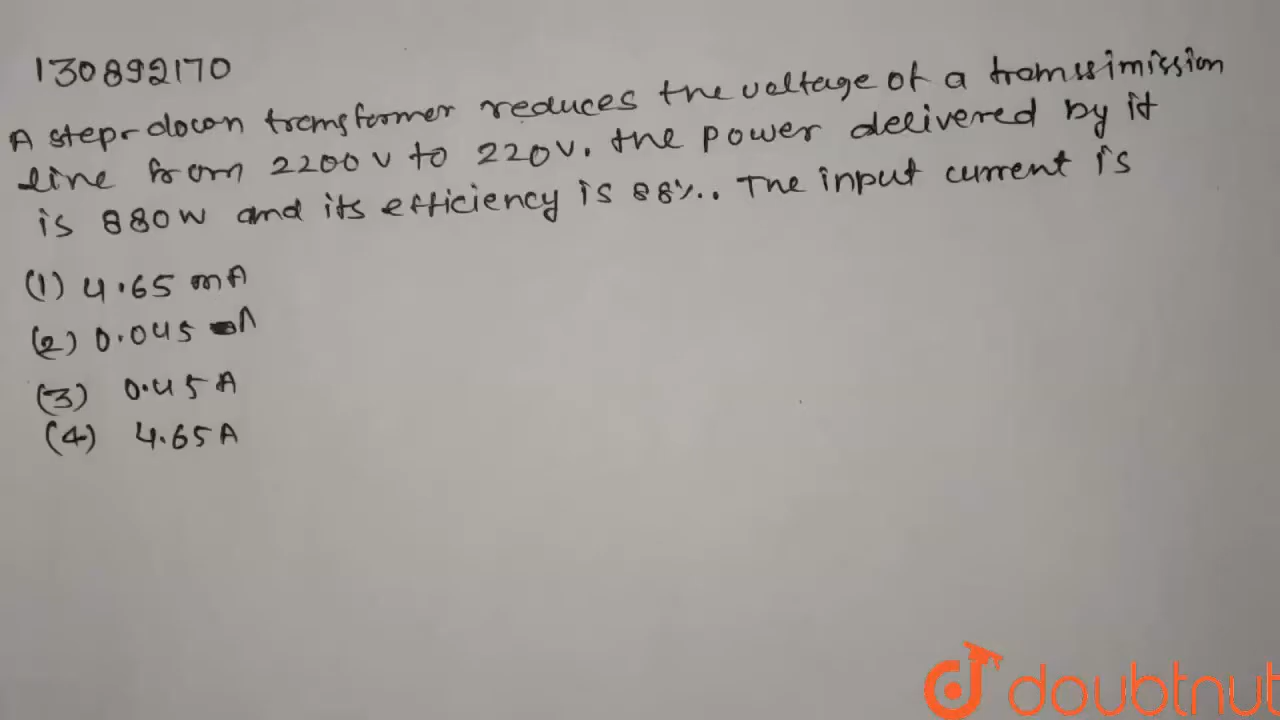 130892170
A step-down transformer reduces the voltage of a transsimission
line from 2200 V to 220V. the power delivered by it
is 880W and its efficiency is 88%. The input current is
(1) 4.65 mA
(2) 0.045 A
(3) 0.45 A
(4) 4.65A
doubtnut